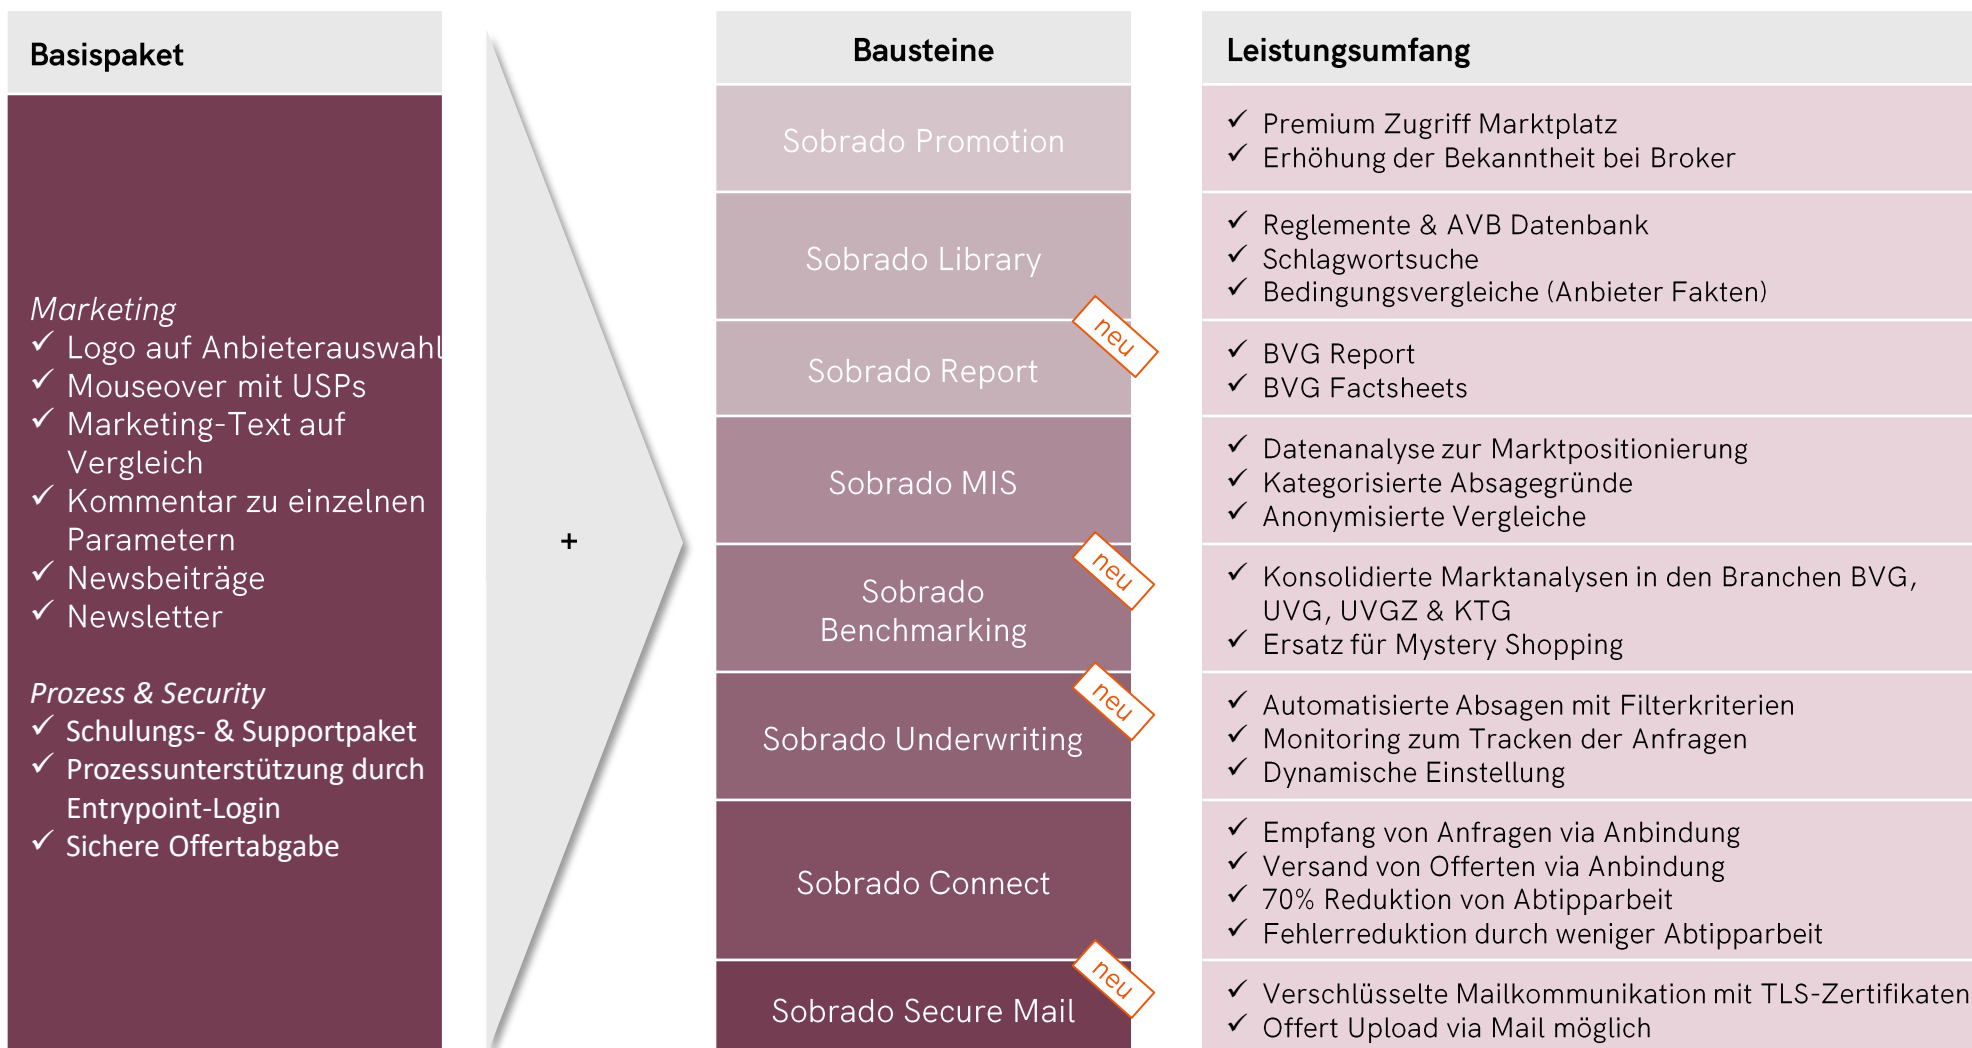 Basispaket
Marketing
✓ Logo auf Anbieterauswahl
✓ Mouseover mit USPs
✓ Marketing-Text auf
Vergleich
✓ Kommentar zu einzelnen
Parametern
✓ Newsbeiträge
✓ Newsletter
Prozess & Security
✓ Schulungs- & Supportpaket
✓ Prozessunterstützung durch
Entrypoint-Login
✓ Sichere Offertabgabe
+
Bausteine
Leistungsumfang
Sobrado Promotion
✓ Premium Zugriff Marktplatz
✓ Erhöhung der Bekanntheit bei Broker
Sobrado Library
✓ Reglemente & AVB Datenbank
✓ Schlagwortsuche
✓ Bedingungsvergleiche (Anbieter Fakten)
neu
Sobrado Report
✓ BVG Report
✓ BVG Factsheets
Sobrado MIS
✓ Datenanalyse zur Marktpositionierung
✓ Kategorisierte Absagegründe
✓ Anonymisierte Vergleiche
neu
Sobrado
Benchmarking
✓ Konsolidierte Marktanalysen in den Branchen BVG,
UVG, UVGZ & KTG
✓ Ersatz für Mystery Shopping
neu
Sobrado Underwriting
✓ Automatisierte Absagen mit Filterkriterien
✓ Monitoring zum Tracken der Anfragen
✓ Dynamische Einstellung
Sobrado Connect
✓ Empfang von Anfragen via Anbindung
✓ Versand von Offerten via Anbindung
✓ 70% Reduktion von Abtipparbeit
✓ Fehlerreduktion durch weniger Abtipparbeit
neu
Sobrado Secure Mail
✓ Verschlüsselte Mailkommunikation mit TLS-Zertifikaten
✓ Offert Upload via Mail möglich